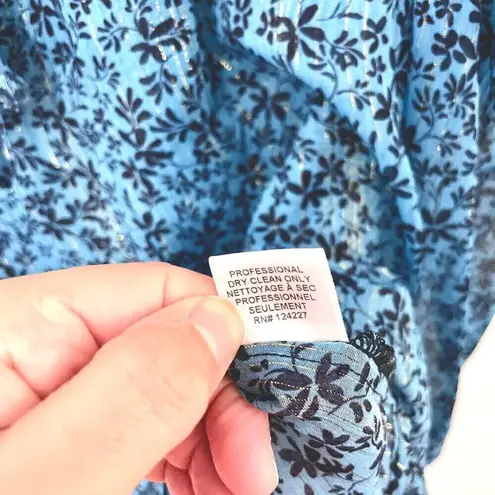 PROFESSIONAL
DRY CLEAN ONLY
NETTOYAGE À SEC
PROFESSIONNEL
SEULEMENT
RN# 124227